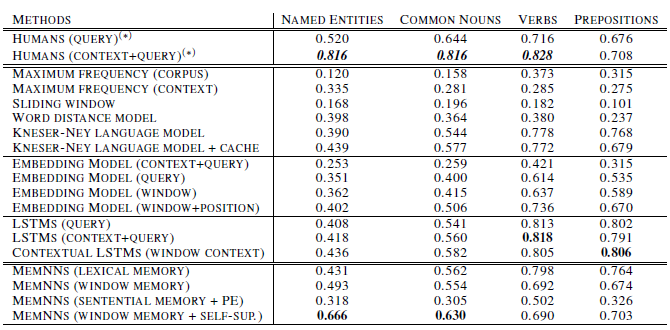 METHODS NAMED ENTITIES COMMON NOUNS VERBS PREPOSITIONS
HUMANS (QUERY)(*) 0.520 0.644 0.716 0.676
HUMANS (CONTEXT+QUERY)(*) 0.816 0.816 0.828 0.708
MAXIMUM FREQUENCY (CORPUS) 0.120 0.158 0.373 0.315
MAXIMUM FREQUENCY (CONTEXT) 0.335 0.281 0.285 0.275
SLIDING WINDOW 0.168 0.196 0.182 0.101
WORD DISTANCE MODEL 0.398 0.364 0.380 0.237
KNESER-NEY LANGUAGE MODEL 0.390 0.544 0.778 0.768
KNESER-NEY LANGUAGE MODEL + CACHE 0.439 0.577 0.772 0.679
EMBEDDING MODEL (CONTEXT+QUERY) 0.253 0.259 0.421 0.315
EMBEDDING MODEL (QUERY) 0.351 0.400 0.614 0.535
EMBEDDING MODEL (WINDOW) 0.362 0.415 0.637 0.589
EMBEDDING MODEL (WINDOW+POSITION) 0.402 0.506 0.736 0.670
LSTMS (QUERY) 0.408 0.541 0.813 0.802
LSTMS (CONTEXT+QUERY) 0.418 0.560 0.818 0.791
CONTEXTUAL LSTMS (WINDOW CONTEXT) 0.436 0.582 0.805 0.806
MEMNNS (LEXICAL MEMORY) 0.431 0.562 0.798 0.764
MEMNNS (WINDOW MEMORY) 0.493 0.554 0.692 0.674
MEMNNS (SENTENTIAL MEMORY + PE) 0.318 0.305 0.502 0.326
MEMNNS (WINDOW MEMORY + SELF-SUP.) 0.666 0.630 0.690 0.703